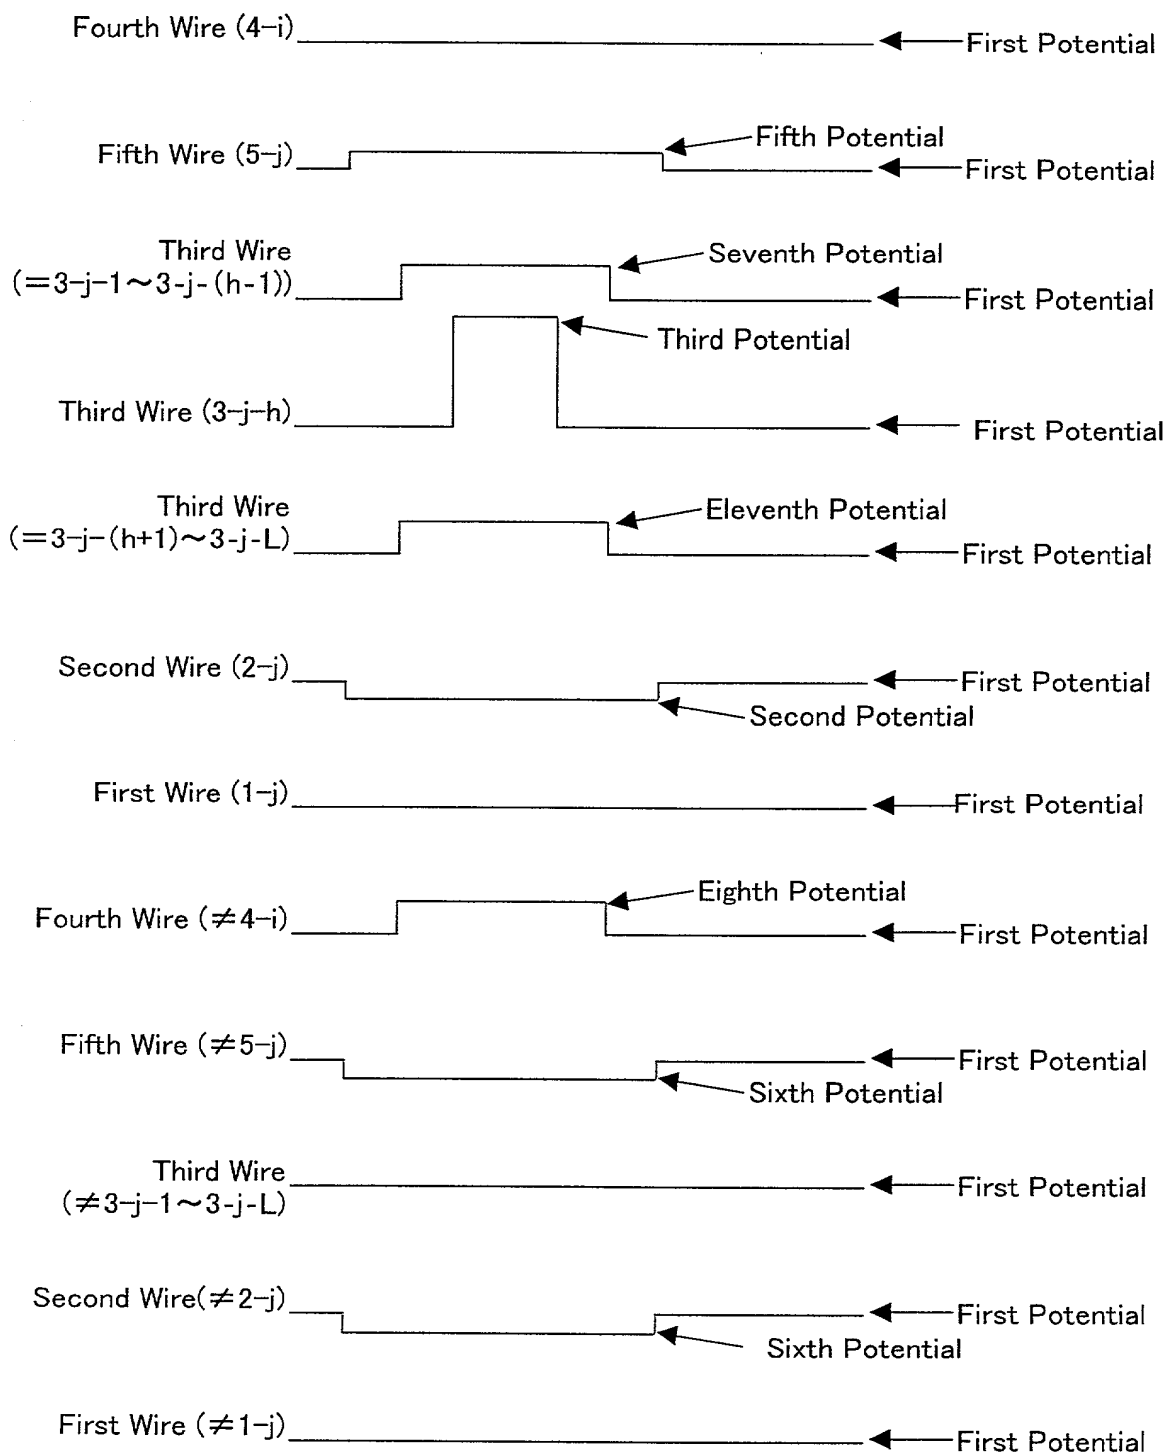 Fourth Wire (4-i)
First Potential
Fifth Potential
Fifth Wire (5-j)
First Potential
Third Wire
(=3-j-1~3-j-(h-1))
Seventh Potential
First Potential
Third Potential
Third Wire (3-j-h)
First Potential
Third Wire
(=3-j-(h+1)~3-j-L)
Eleventh Potential
First Potential
Second Wire (2-j)
First Potential
Second Potential
First Wire (1-j)
First Potential
Eighth Potential
Fourth Wire (≠4-i)
First Potential
Fifth Wire (≠5-j)
First Potential
Sixth Potential
Third Wire
(≠3-j-1~3-j-L)
First Potential
Second Wire(≠2-j)
First Potential
Sixth Potential
First Wire (≠1-j)
First Potential